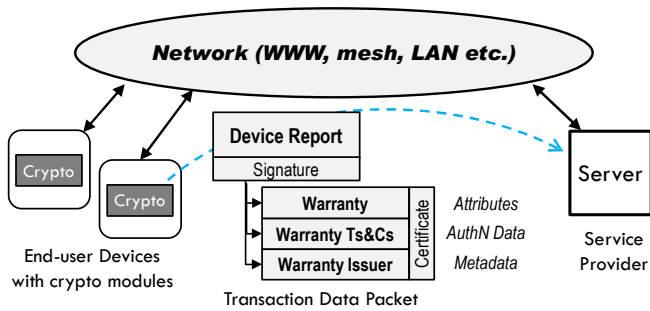 Network (WWW, mesh, LAN etc.)
Crypto
Crypto
End-user Devices
with crypto modules
Device Report
Signature
Warranty
Warranty Ts&Cs
Warranty Issuer
Certificate
Attributes
AuthN Data
Metadata
Transaction Data Packet
Server
Service
Provider